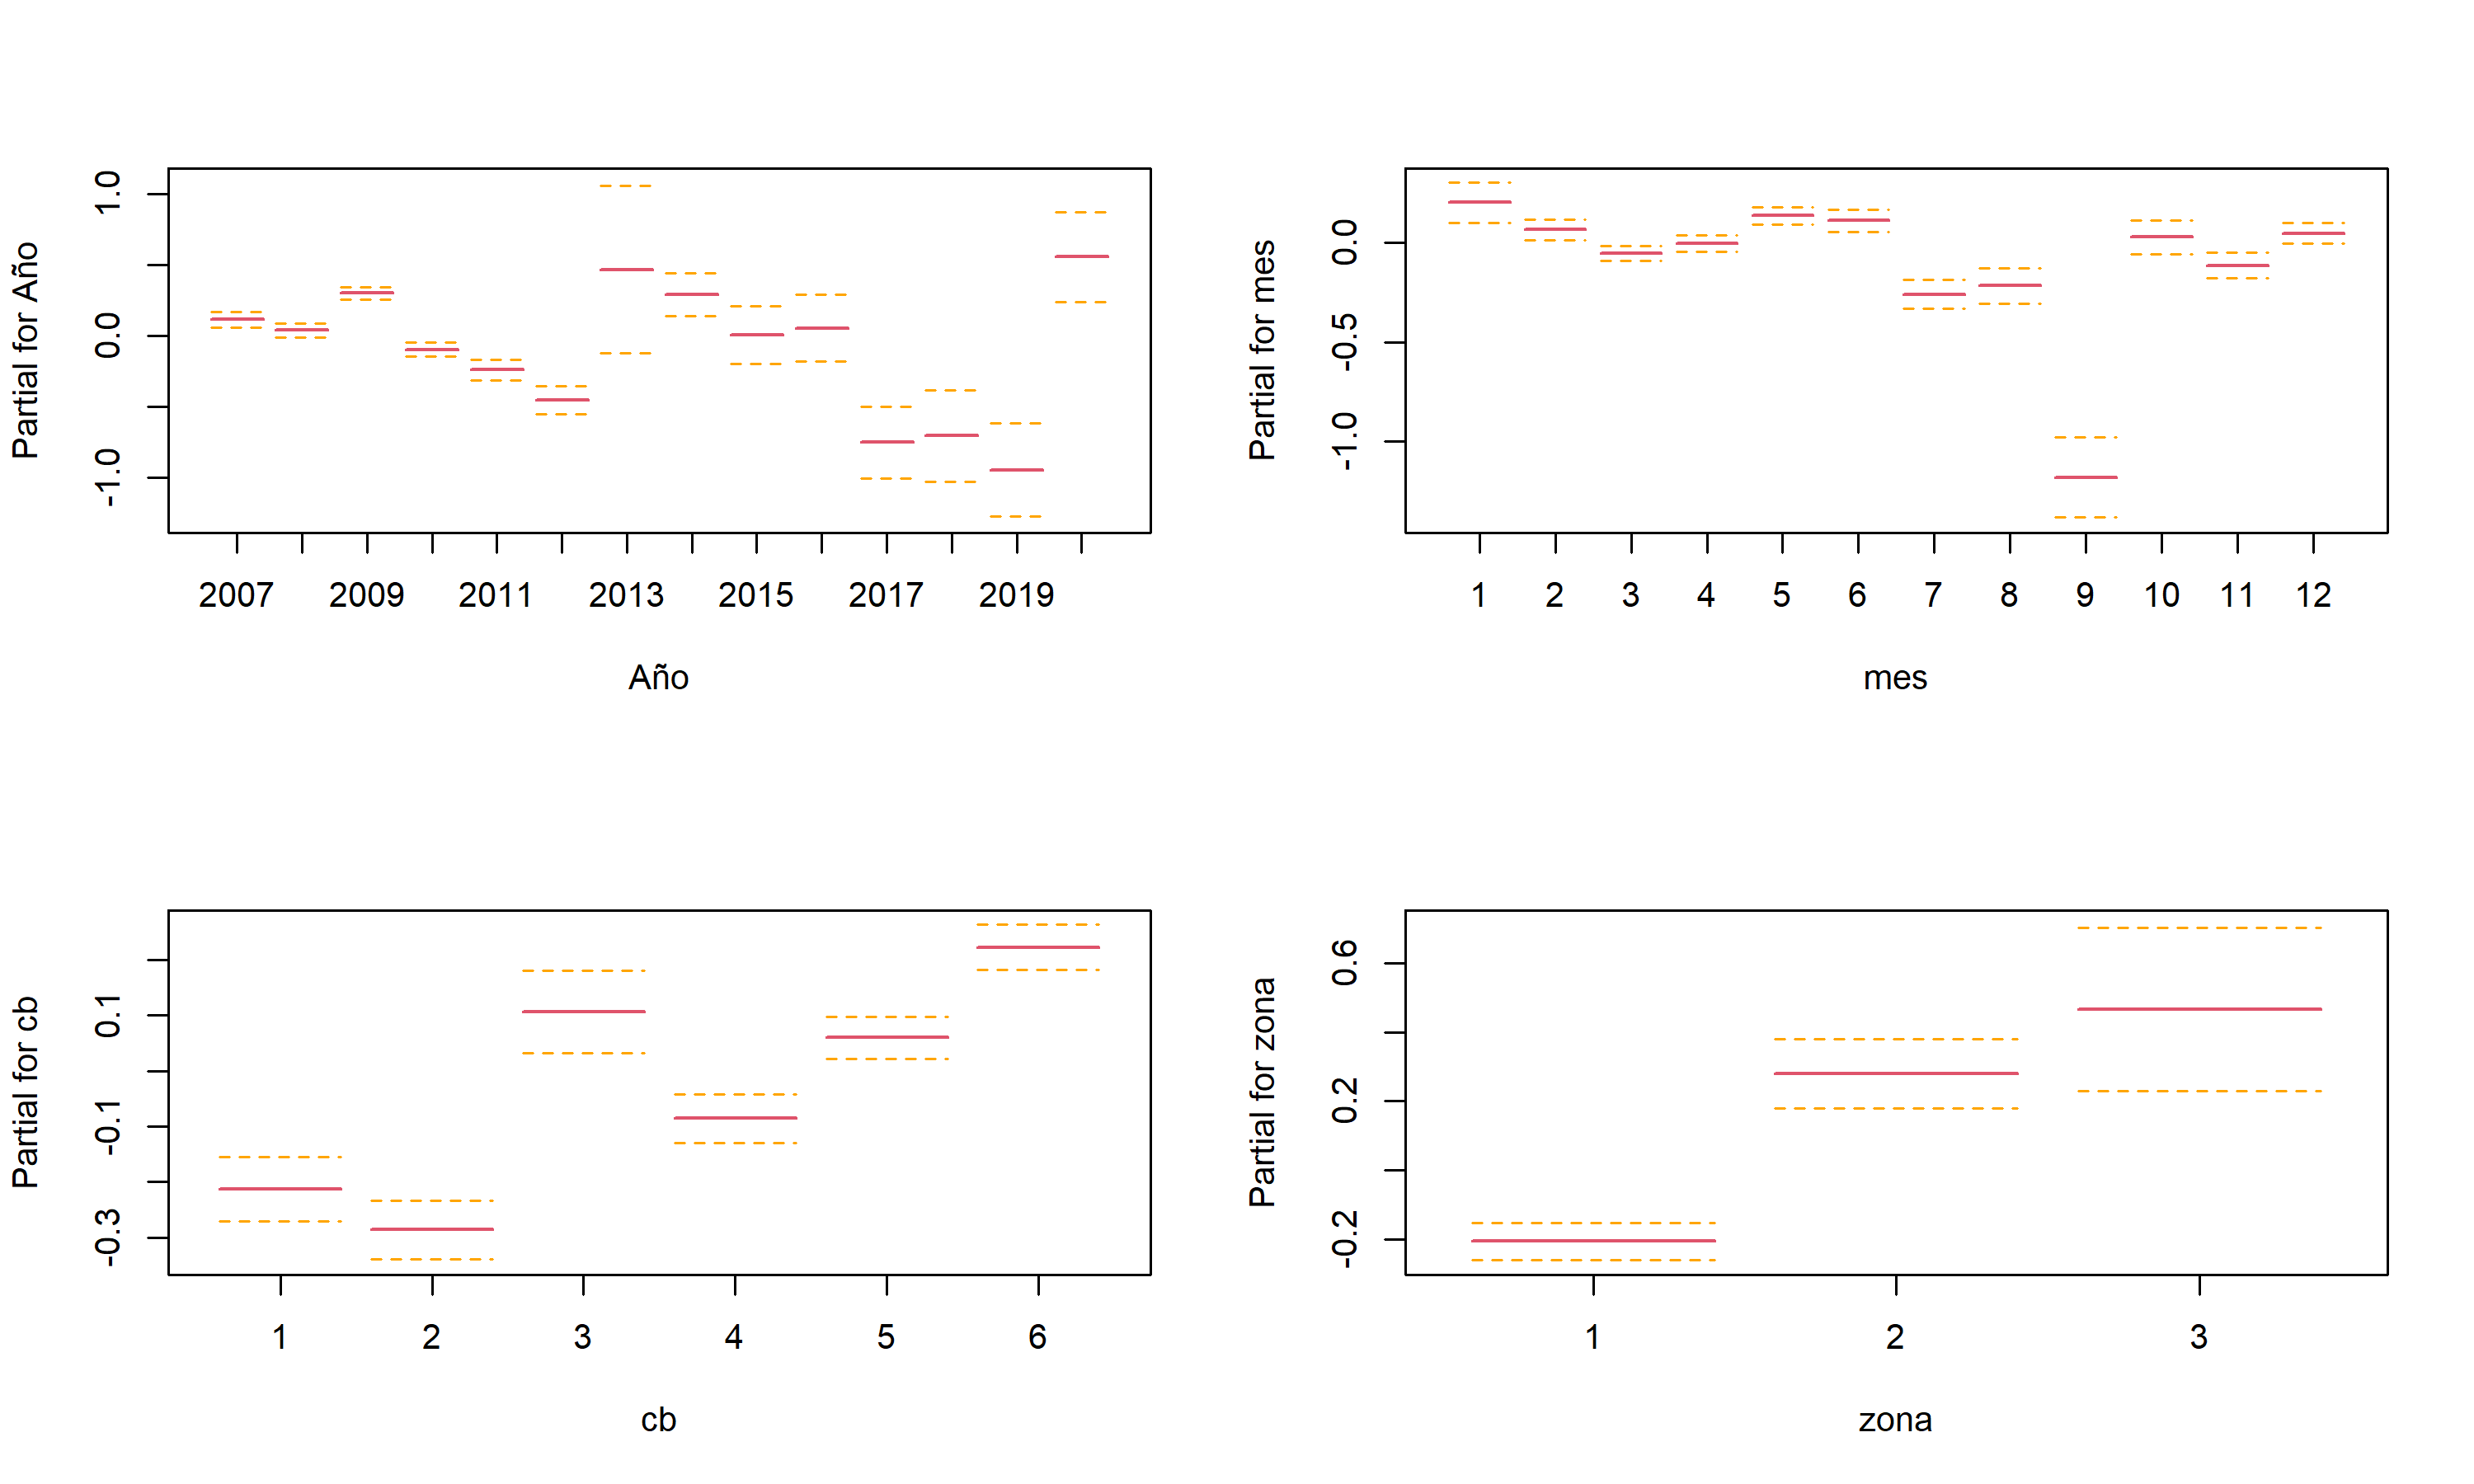 Partial for Año
1.0
0.0
-1.0
2007 2009 2011 2013 2015 2017 2019
Año
Partial for mes
0.0
-0.5
-1.0
1 2 3 4 5 6 7 8 9 10 11 12
mes
Partial for cb
0.1
-0.1
-0.3
1 2 3 4 5 6
cb
Partial for zona
0.6
0.2
-0.2
1 2 3
zona